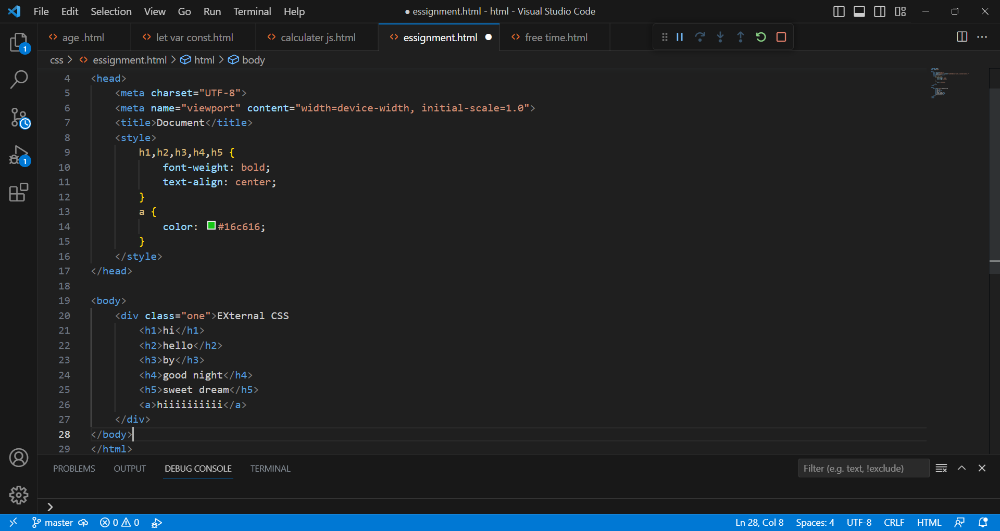 File Edit Selection View Go Run Terminal Help ● essignment.html - html - Visual Studio Code
age .html let var const.html calculater js.html essignment.html free time.html
css > essignment.html > html > body
4 <head>
5 <meta charset="UTF-8">
6 <meta name="viewport" content="width=device-width, initial-scale=1.0">
7 <title>Document</title>
8 <style>
9 h1,h2,h3,h4,h5 {
10 font-weight: bold;
11 text-align: center;
12 }
13 a {
14 color: #16c616;
15 }
16 </style>
17 </head>
18
19 <body>
20 <div class="one">EXternal CSS
21 <h1>hi</h1>
22 <h2>hello</h2>
23 <h3>by</h3>
24 <h4>good night</h4>
25 <h5>sweet dream</h5>
26 <a>hiiiiiiiiii</a>
27 </div>
28 </body>
29 </html>
1
1
PROBLEMS OUTPUT DEBUG CONSOLE TERMINAL Filter (e.g. text, !exclude)
master 0 0 Ln 28, Col 8 Spaces: 4 UTF-8 CRLF HTML